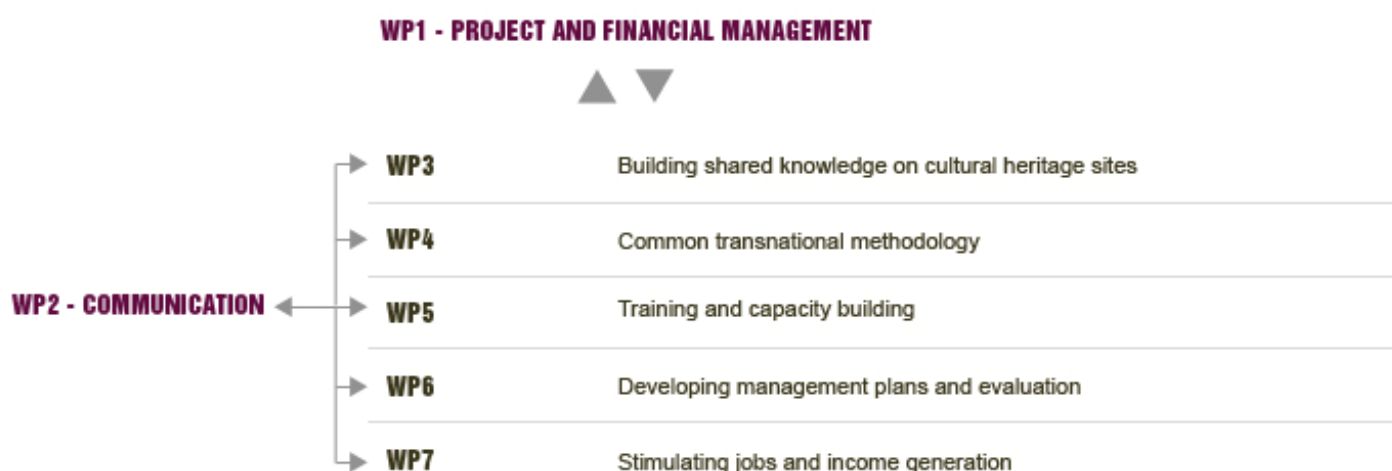 WP1 - PROJECT AND FINANCIAL MANAGEMENT
WP3 Building shared knowledge on cultural heritage sites
WP4 Common transnational methodology
WP2 - COMMUNICATION WP5 Training and capacity building
WP6 Developing management plans and evaluation
WP7 Stimulating jobs and income generation